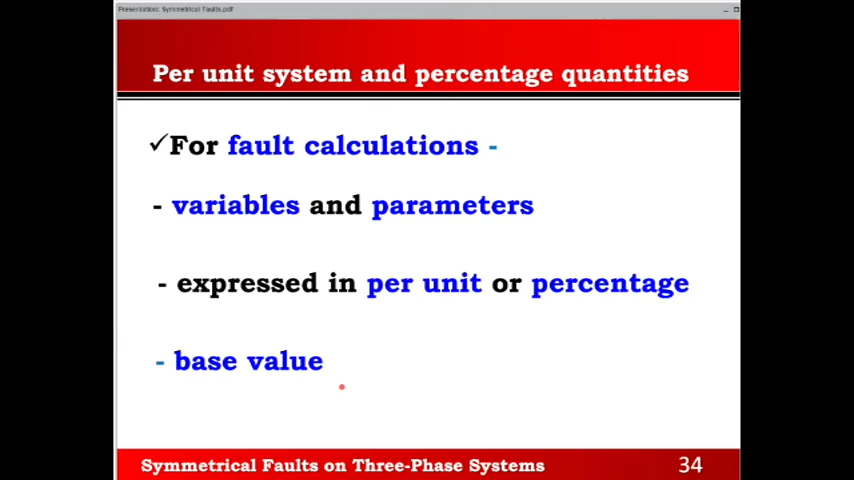 Presentation: Symmetrical Faults.pdf
Per unit system and percentage quantities
✓For fault calculations -
- variables and parameters
- expressed in per unit or percentage
- base value
Symmetrical Faults on Three-Phase Systems 34